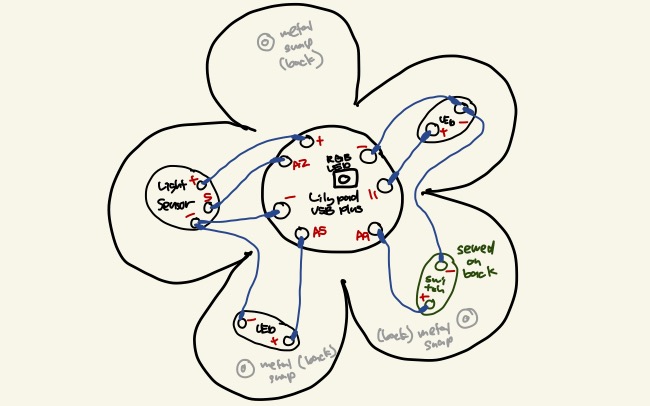 metal
snap
(back)
LED
+
-
+
-
A2
RGB
LED
Light
Sensor
+
S
-
11
Lilypad
USB Plus
-
A5
A9
sewed
on
back
-
switch
+
-
LED
+
metal (back)
snap
(back) metal
snap